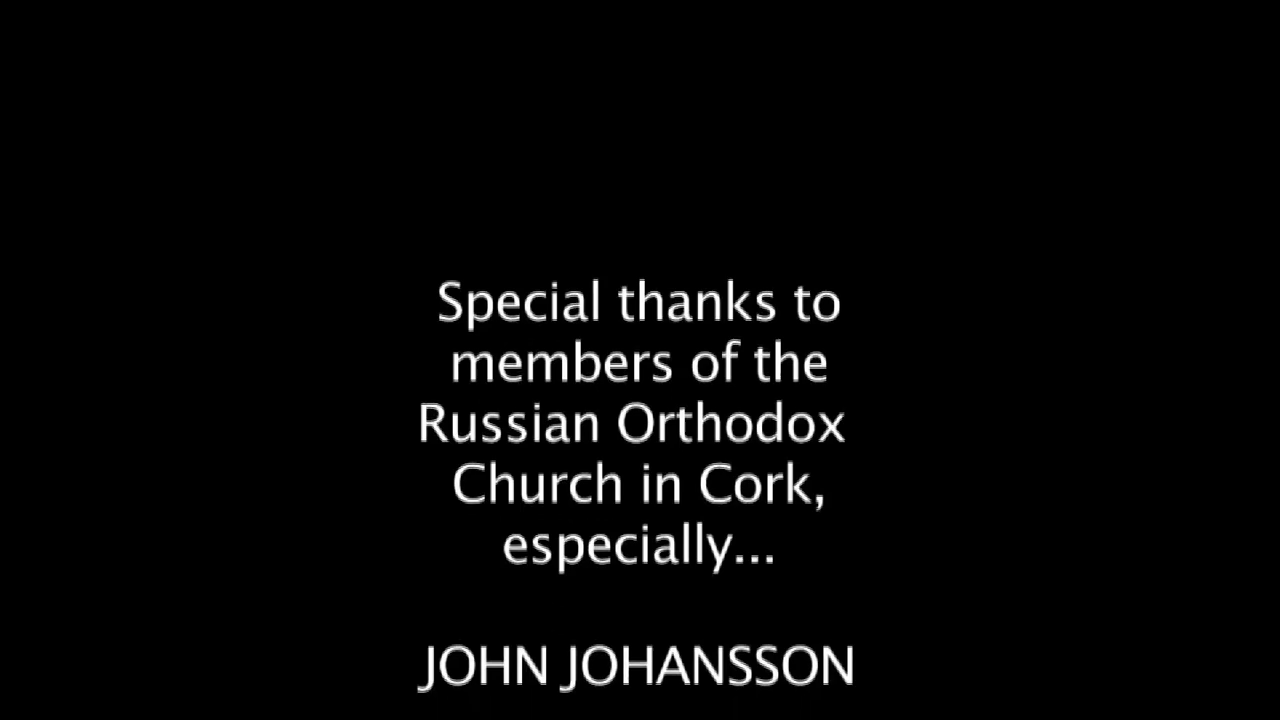 Special thanks to
members of the
Russian Orthodox
Church in Cork,
especially...
JOHN JOHANSSON